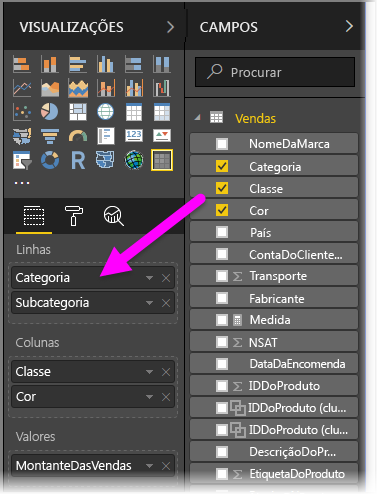 VISUALIZAÇÕES
Linhas
Categoria
Subcategoria
Colunas
Classe
Cor
Valores
MontanteDasVendas
CAMPOS
Procurar
Vendas
NomeDaMarca
Categoria
Classe
Cor
País
ContaDoCliente...
Transporte
Fabricante
Medida
NSAT
DataDaEncomenda
IDDoProduto
IDDoProduto (clu...
IDDoProduto (clu...
DescriçãoDoPr...
EtiquetaDoProduto